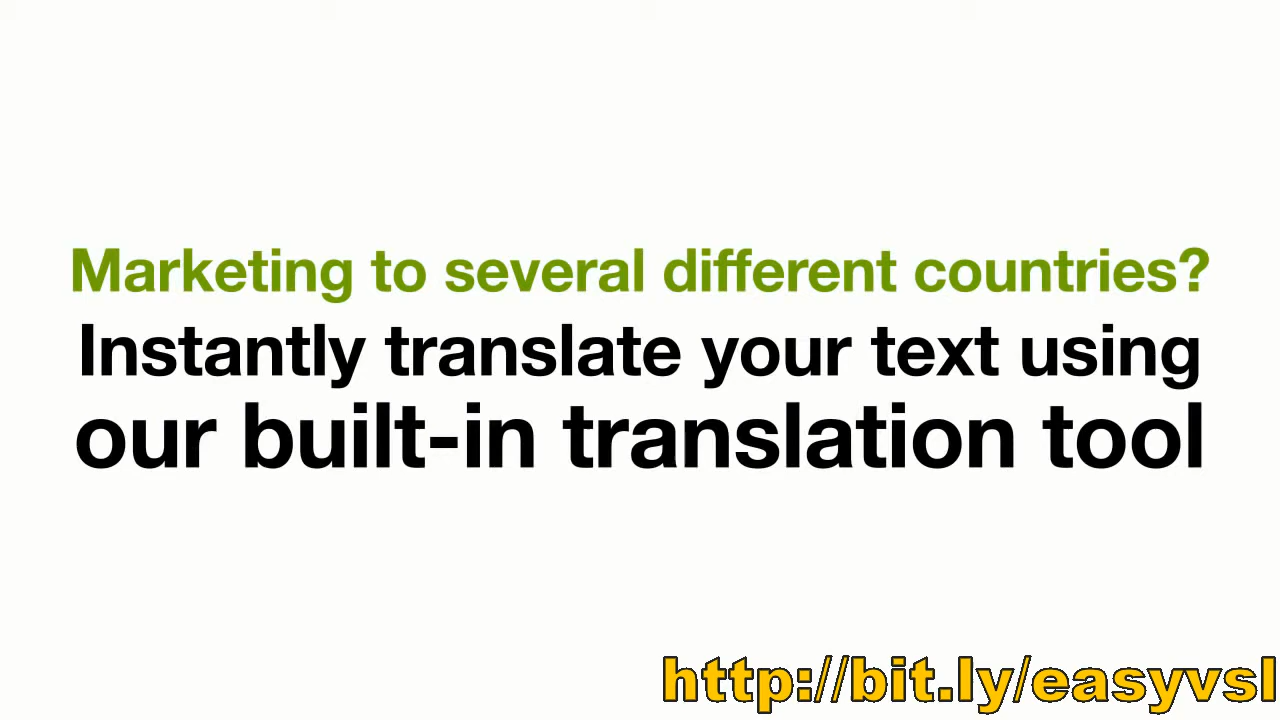 Marketing to several different countries?
Instantly translate your text using
our built-in translation tool
http://bit.ly/easyvsl